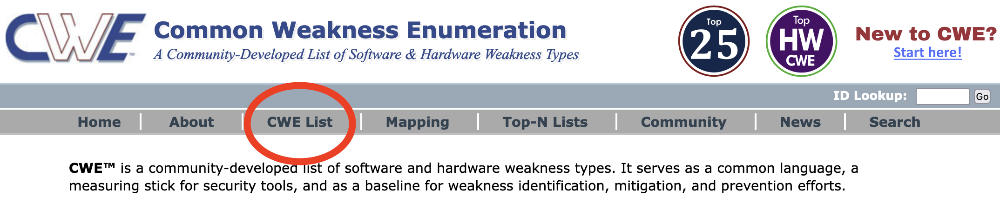 CWE™
Common Weakness Enumeration
A Community-Developed List of Software & Hardware Weakness Types
Top
25
Top
HW
CWE
New to CWE?
Start here!
ID Lookup: Go
Home About CWE List Mapping Top-N Lists Community News Search
CWE™ is a community-developed list of software and hardware weakness types. It serves as a common language, a
measuring stick for security tools, and as a baseline for weakness identification, mitigation, and prevention efforts.